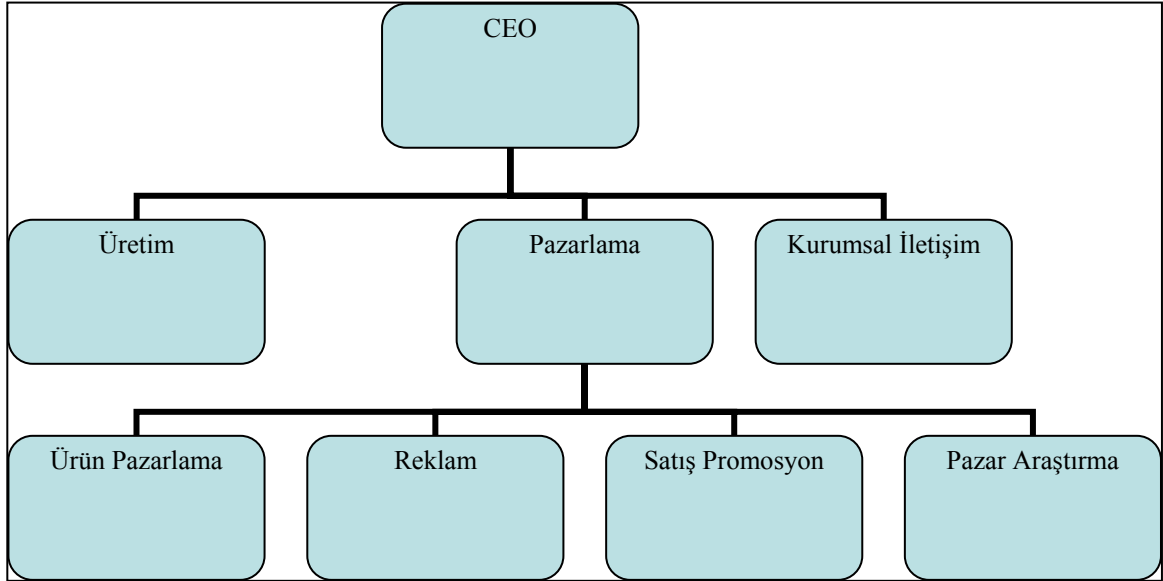 CEO
Üretim
Pazarlama
Kurumsal İletişim
Ürün Pazarlama
Reklam
Satış Promosyon
Pazar Araştırma